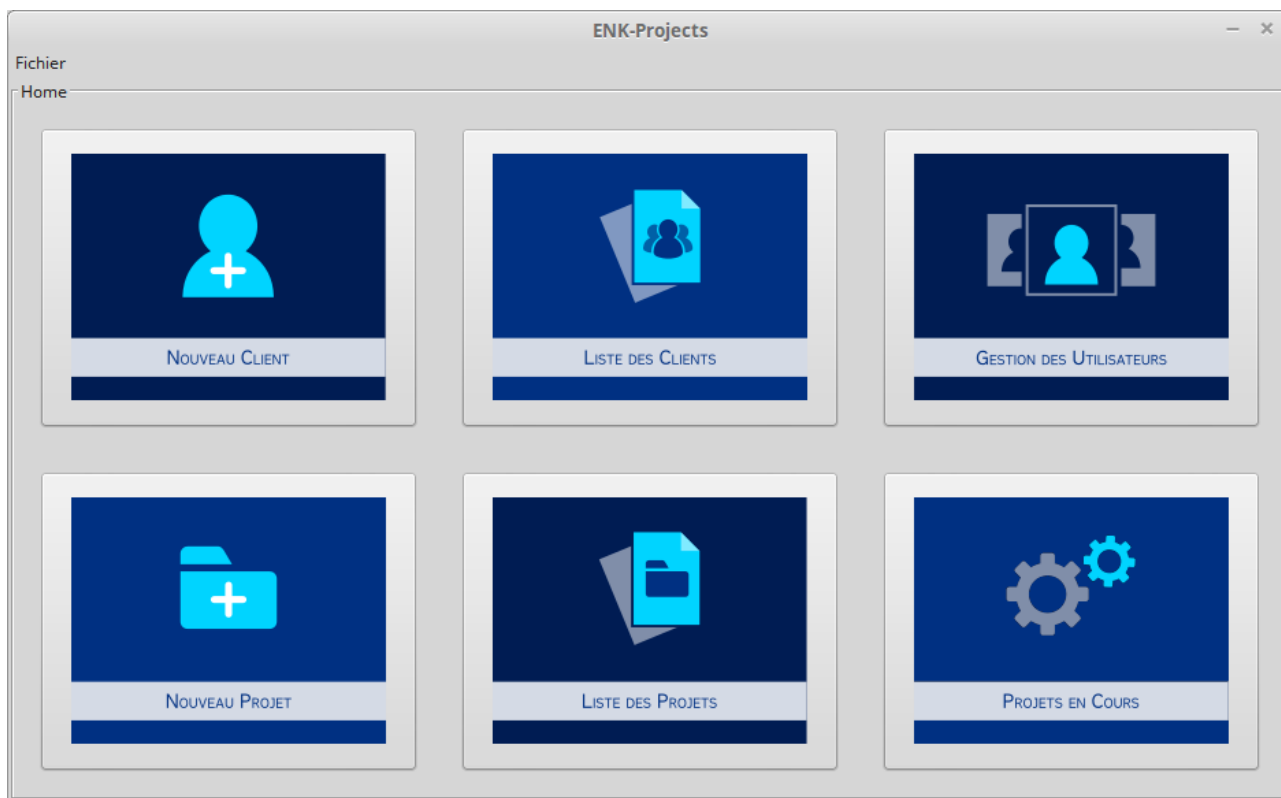 ENK-Projects
Fichier
Home
Nouveau Client
Liste des Clients
Gestion des Utilisateurs
Nouveau Projet
Liste des Projets
Projets en Cours